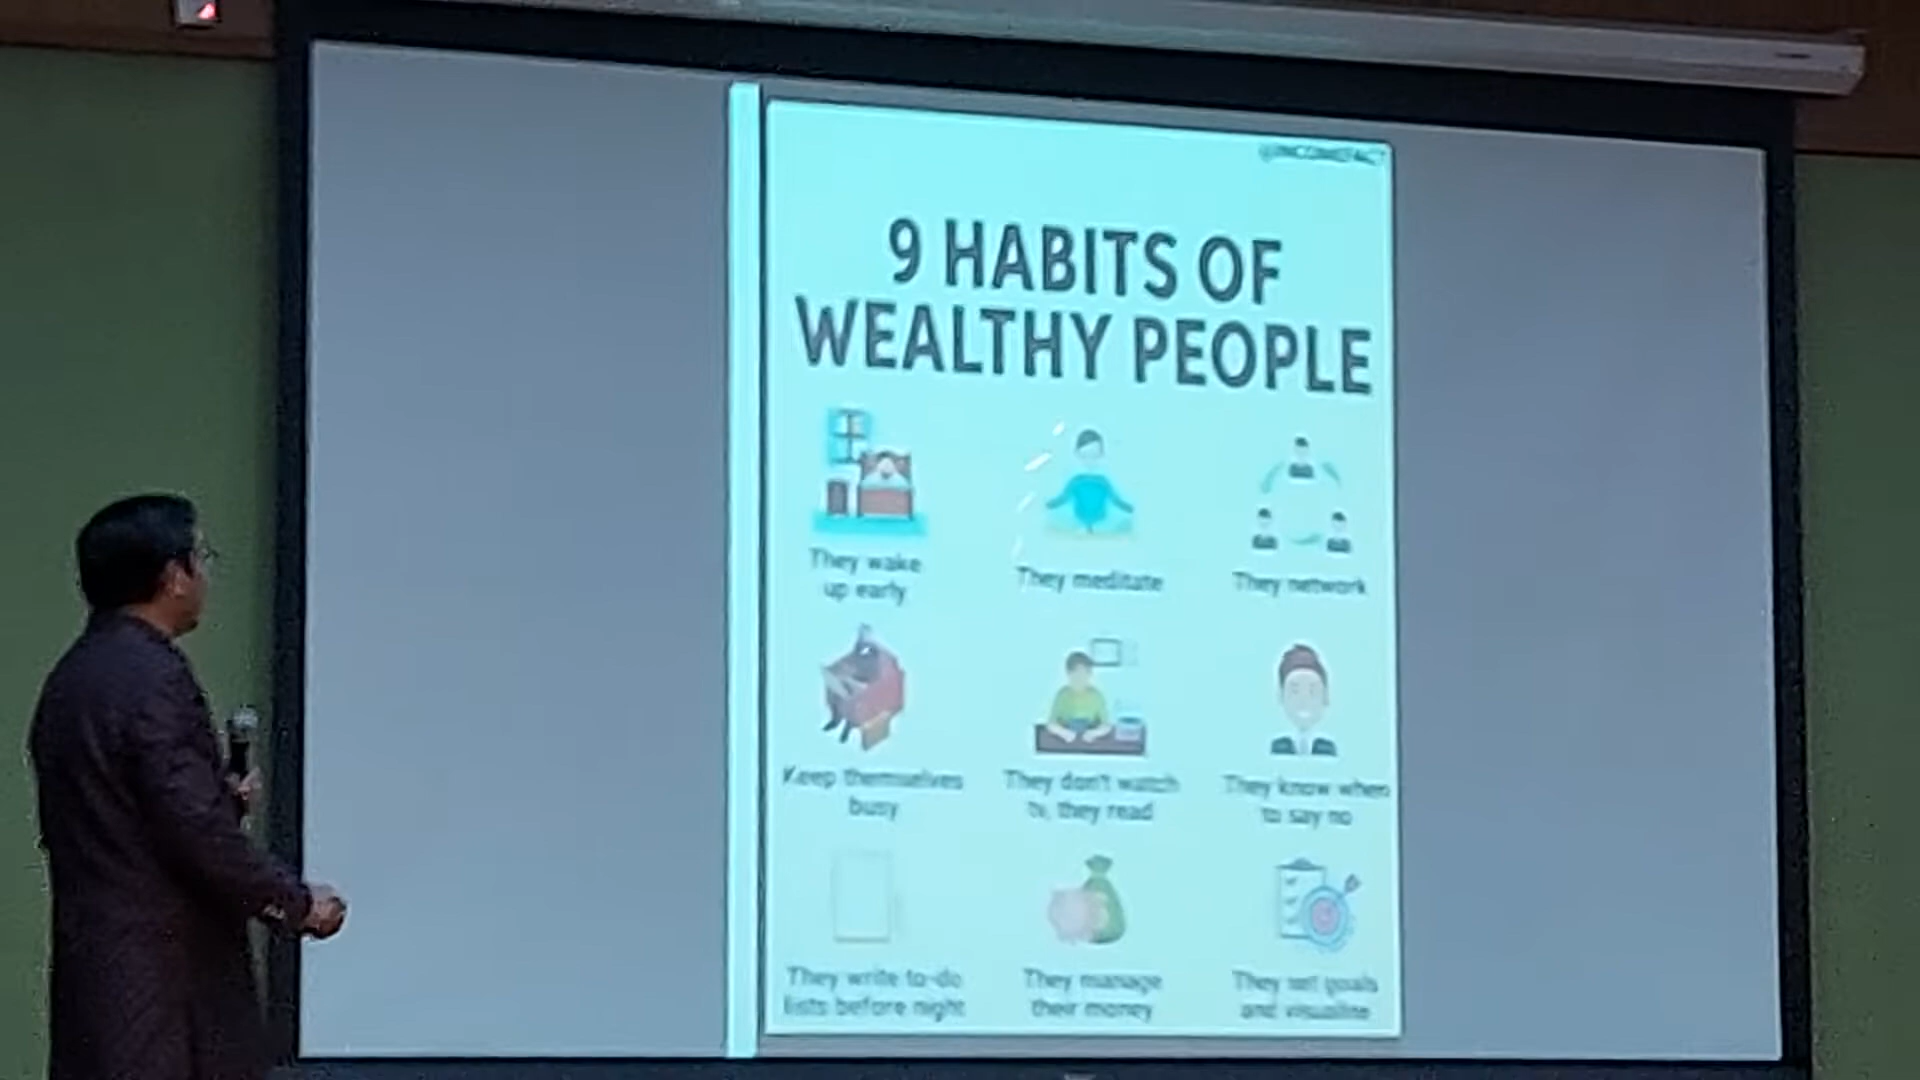 @INCOMEFACT
9 HABITS OF
WEALTHY PEOPLE
They wake
up early
They meditate
They network
Keep themselves
busy
They don't watch
tv, they read
They know when
to say no
They write to-do
lists before night
They manage
their money
They set goals
and visualize